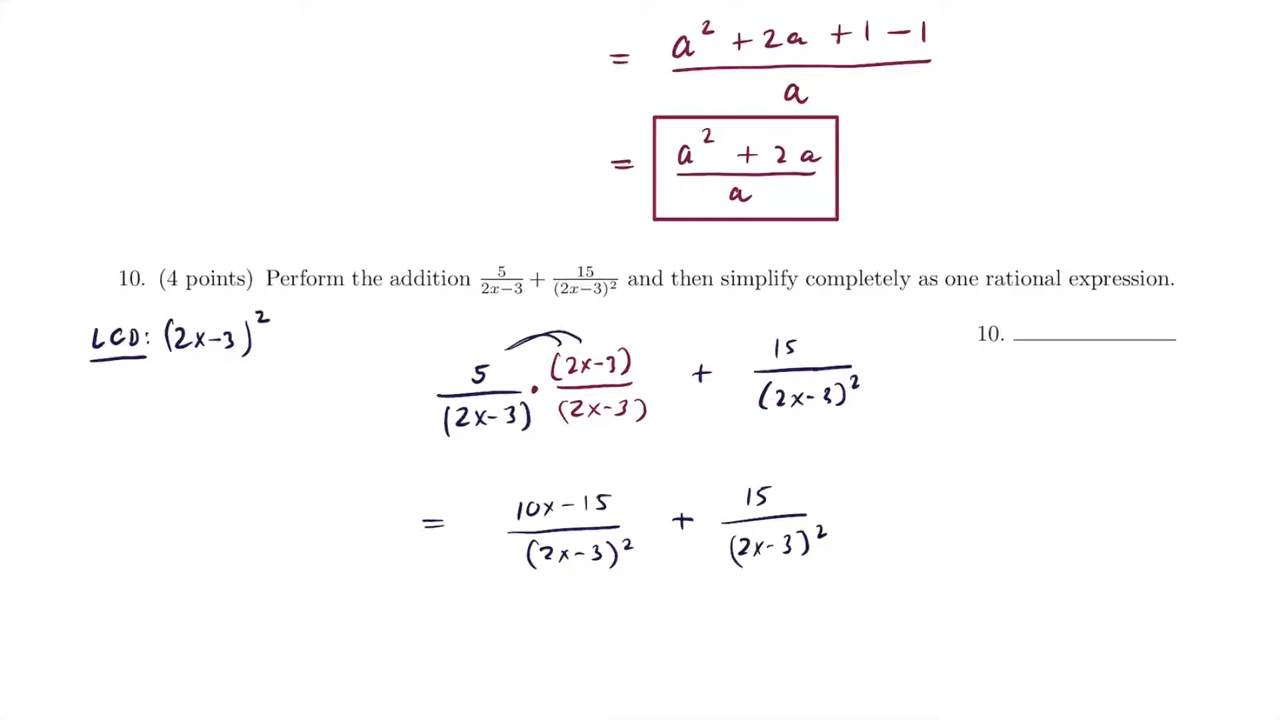 = (a² + 2a + 1 - 1)/a
= (a² + 2a)/a
10. (4 points) Perform the addition 5/(2x−3) + 15/(2x−3)² and then simplify completely as one rational expression.
LCD: (2x-3)²
10.
5/(2x-3) · (2x-3)/(2x-3) + 15/(2x-3)²
= (10x-15)/(2x-3)² + 15/(2x-3)²